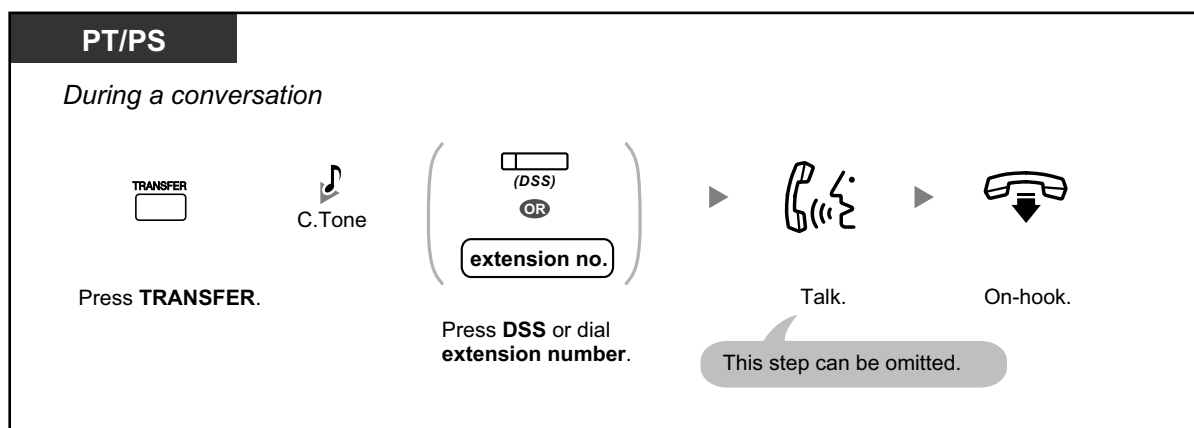 PT/PS
During a conversation
TRANSFER
C.Tone
(DSS)
OR
extension no.
Press TRANSFER.
Press DSS or dial
extension number.
Talk.
On-hook.
This step can be omitted.